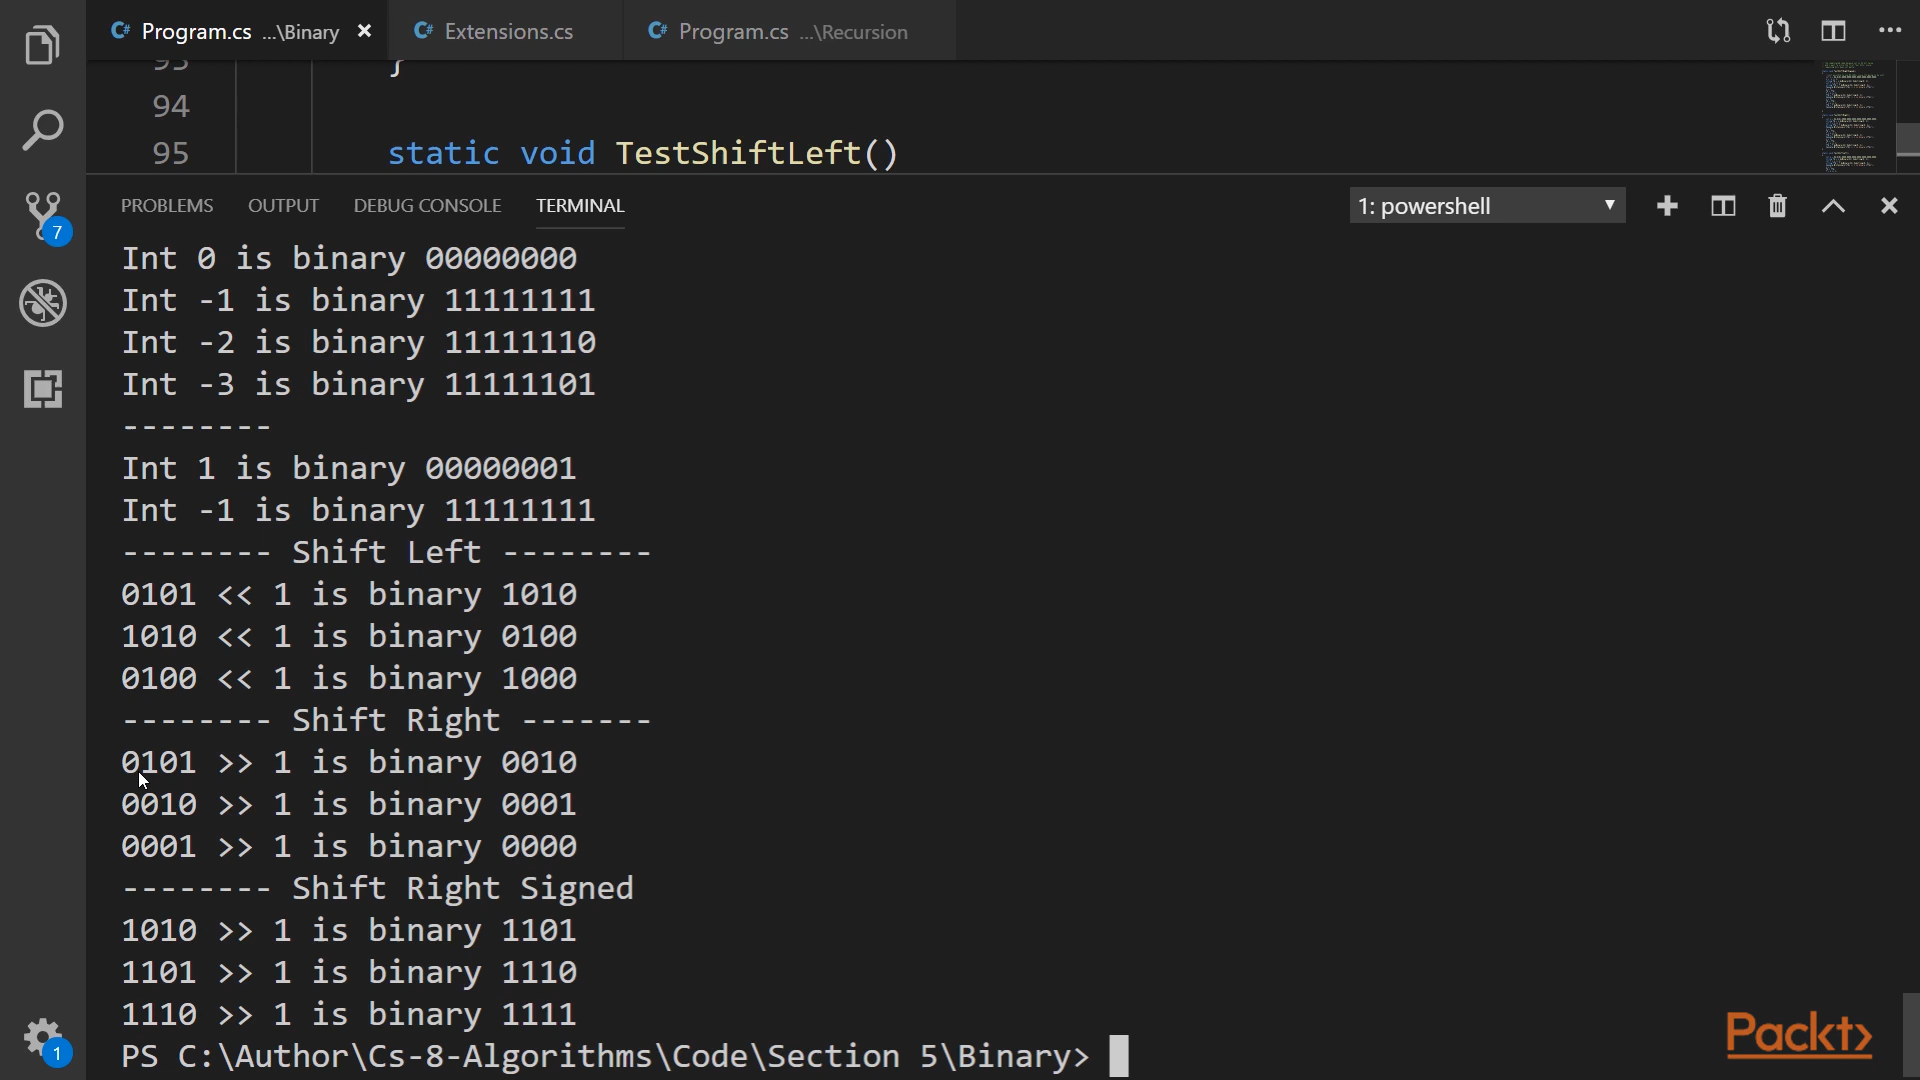 Program.cs ...\Binary
Extensions.cs
Program.cs ...\Recursion
93 }
94
95 static void TestShiftLeft()
7
PROBLEMS OUTPUT DEBUG CONSOLE TERMINAL
1: powershell
Int 0 is binary 00000000
Int -1 is binary 11111111
Int -2 is binary 11111110
Int -3 is binary 11111101
--------
Int 1 is binary 00000001
Int -1 is binary 11111111
-------- Shift Left --------
0101 << 1 is binary 1010
1010 << 1 is binary 0100
0100 << 1 is binary 1000
-------- Shift Right -------
0101 >> 1 is binary 0010
0010 >> 1 is binary 0001
0001 >> 1 is binary 0000
-------- Shift Right Signed
1010 >> 1 is binary 1101
1101 >> 1 is binary 1110
1110 >> 1 is binary 1111
PS C:\Author\Cs-8-Algorithms\Code\Section 5\Binary>
1
Packt>